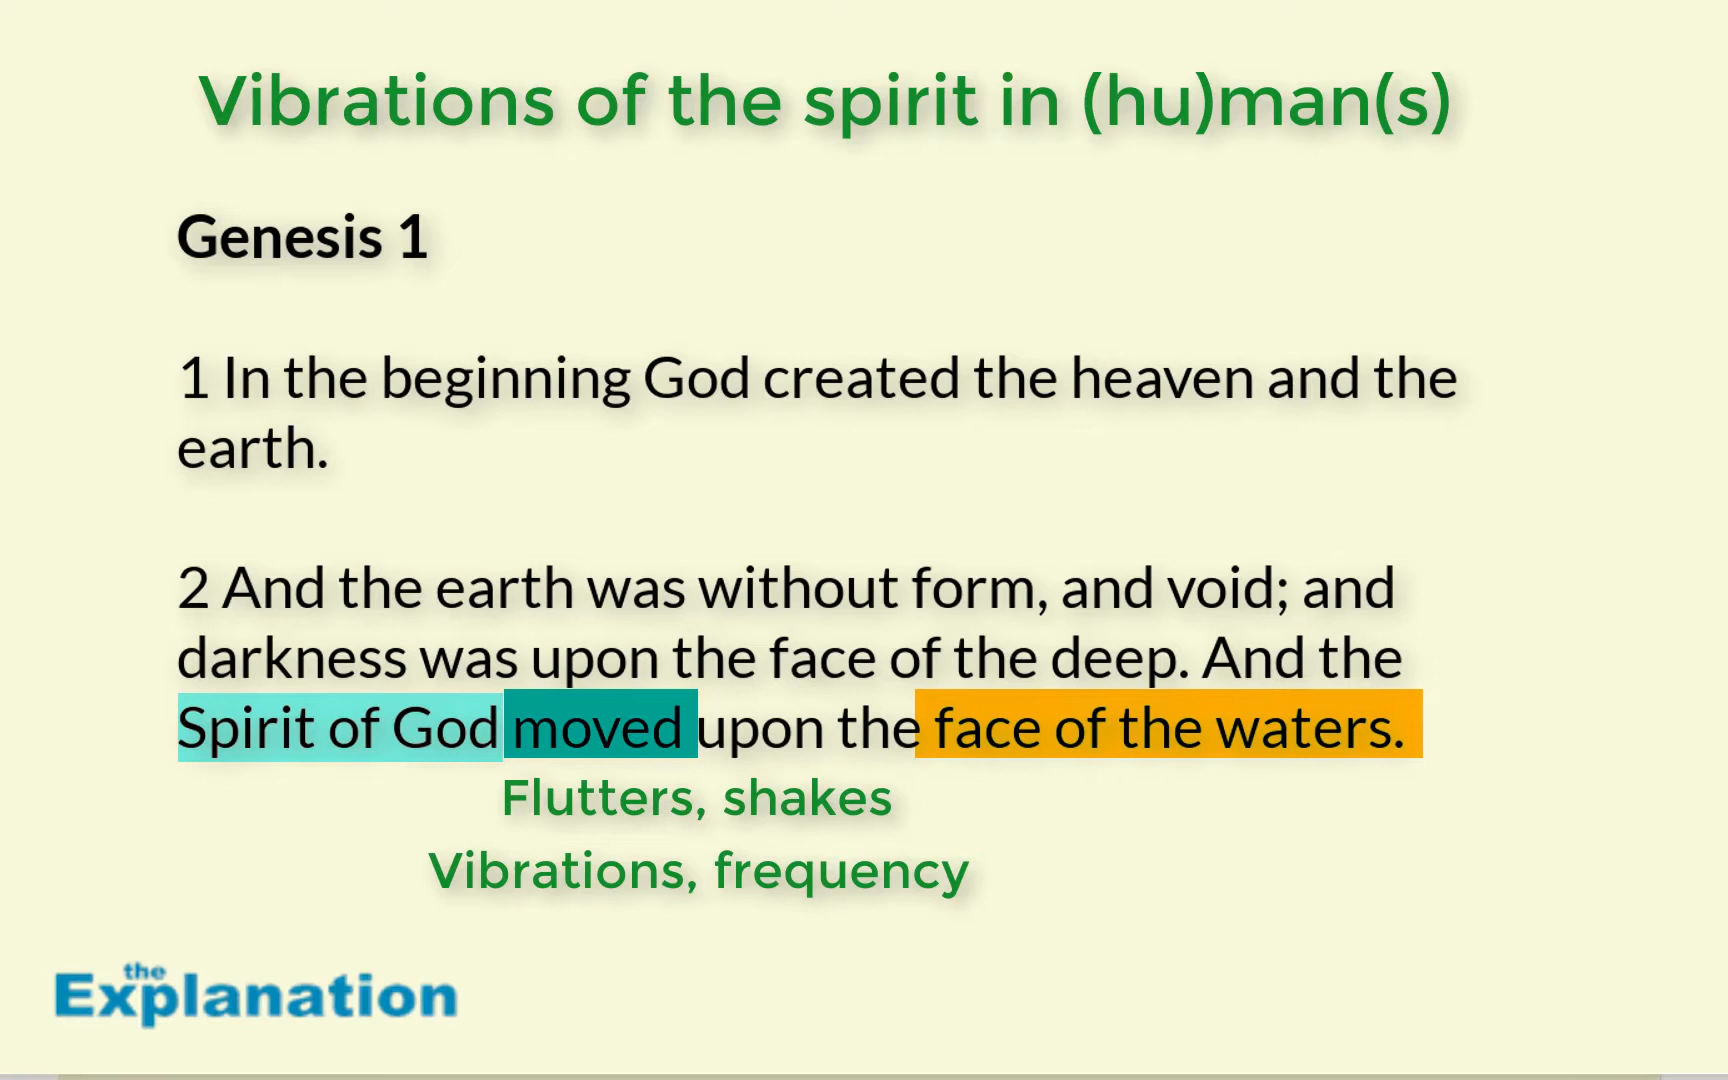 Vibrations of the spirit in (hu)man(s)
Genesis 1
1 In the beginning God created the heaven and the
earth.
2 And the earth was without form, and void; and
darkness was upon the face of the deep. And the
Spirit of God moved upon the face of the waters.
Flutters, shakes
Vibrations, frequency
the
Explanation